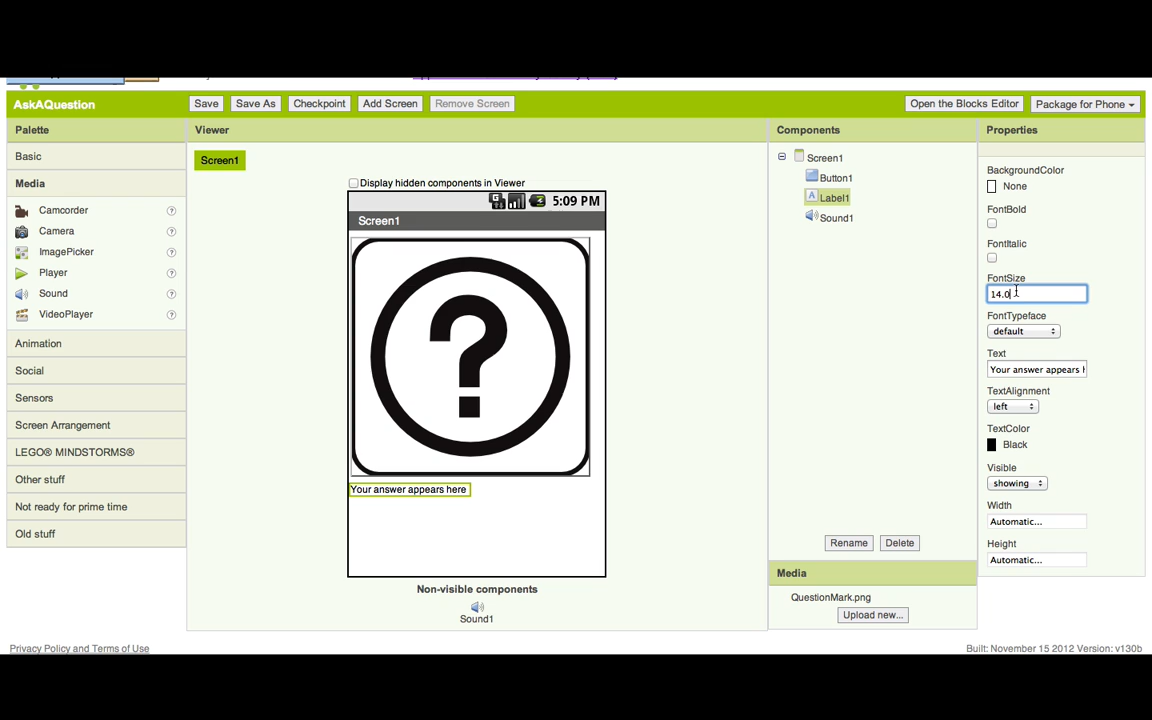 AskAQuestion
Save
Save As
Checkpoint
Add Screen
Remove Screen
Open the Blocks Editor
Package for Phone
Palette
Basic
Media
Camcorder
?
Camera
?
ImagePicker
?
Player
?
Sound
?
VideoPlayer
?
Animation
Social
Sensors
Screen Arrangement
LEGO® MINDSTORMS®
Other stuff
Not ready for prime time
Old stuff
Viewer
Screen1
Display hidden components in Viewer
5:09 PM
Screen1
?
Your answer appears here
Non-visible components
Sound1
Components
Screen1
Button1
Label1
Sound1
Rename
Delete
Media
QuestionMark.png
Upload new...
Properties
BackgroundColor
None
FontBold
FontItalic
FontSize
14.0
FontTypeface
default
Text
Your answer appears
TextAlignment
left
TextColor
Black
Visible
showing
Width
Automatic...
Height
Automatic...
Privacy Policy and Terms of Use
Built: November 15 2012 Version: v130b